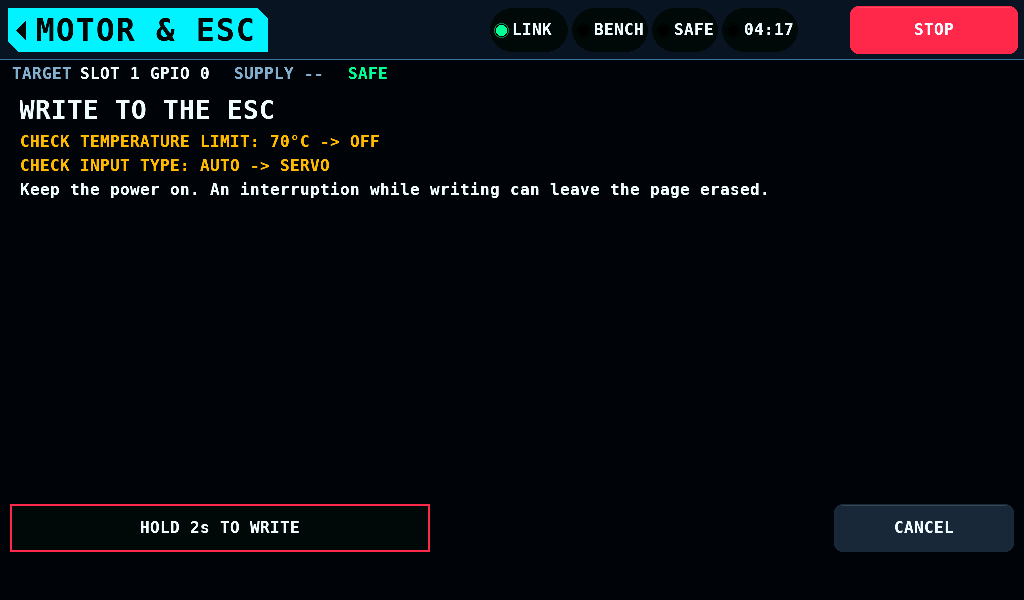 MOTOR & ESC
LINK
BENCH
SAFE
04:17
STOP
TARGET SLOT 1 GPIO 0 SUPPLY -- SAFE
WRITE TO THE ESC
CHECK TEMPERATURE LIMIT: 70°C -> OFF
CHECK INPUT TYPE: AUTO -> SERVO
Keep the power on. An interruption while writing can leave the page erased.
HOLD 2s TO WRITE
CANCEL